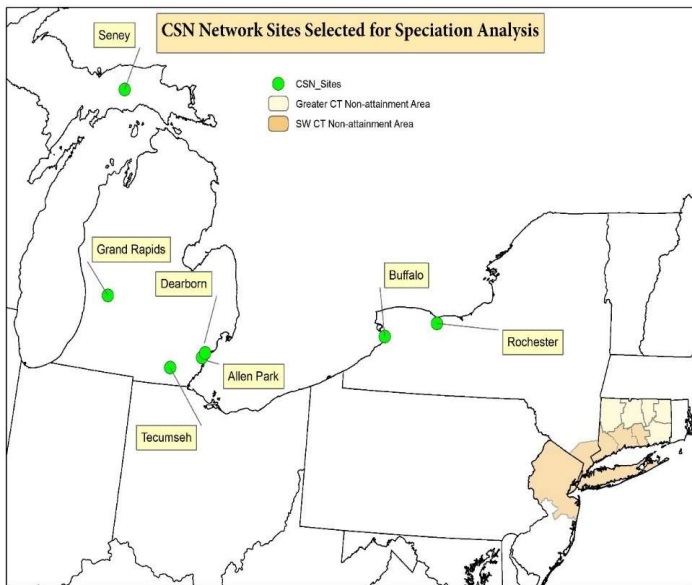 CSN Network Sites Selected for Speciation Analysis
Seney
CSN_Sites
Greater CT Non-attainment Area
SW CT Non-attainment Area
Grand Rapids
Dearborn
Buffalo
Rochester
Allen Park
Tecumseh